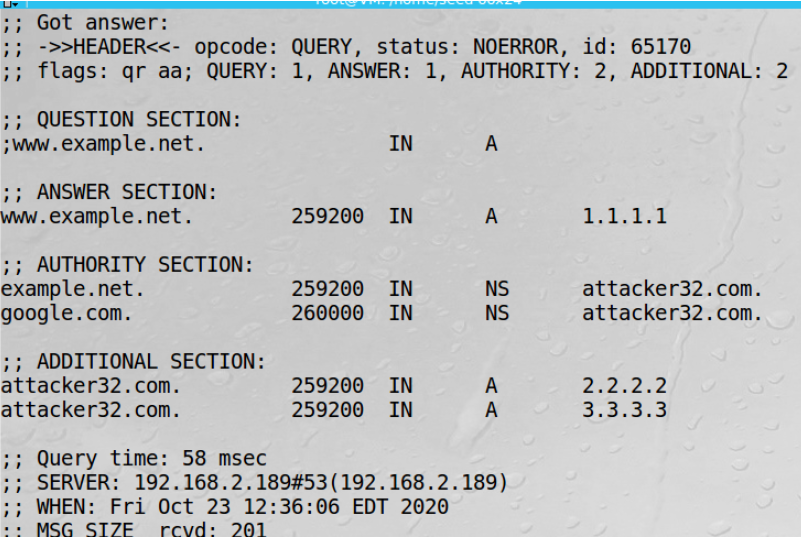 root@VM: /home/seed 66x24
;; Got answer:
;; ->>HEADER<<- opcode: QUERY, status: NOERROR, id: 65170
;; flags: qr aa; QUERY: 1, ANSWER: 1, AUTHORITY: 2, ADDITIONAL: 2
;; QUESTION SECTION:
;www.example.net. IN A
;; ANSWER SECTION:
www.example.net. 259200 IN A 1.1.1.1
;; AUTHORITY SECTION:
example.net. 259200 IN NS attacker32.com.
google.com. 260000 IN NS attacker32.com.
;; ADDITIONAL SECTION:
attacker32.com. 259200 IN A 2.2.2.2
attacker32.com. 259200 IN A 3.3.3.3
;; Query time: 58 msec
;; SERVER: 192.168.2.189#53(192.168.2.189)
;; WHEN: Fri Oct 23 12:36:06 EDT 2020
;; MSG SIZE rcvd: 201